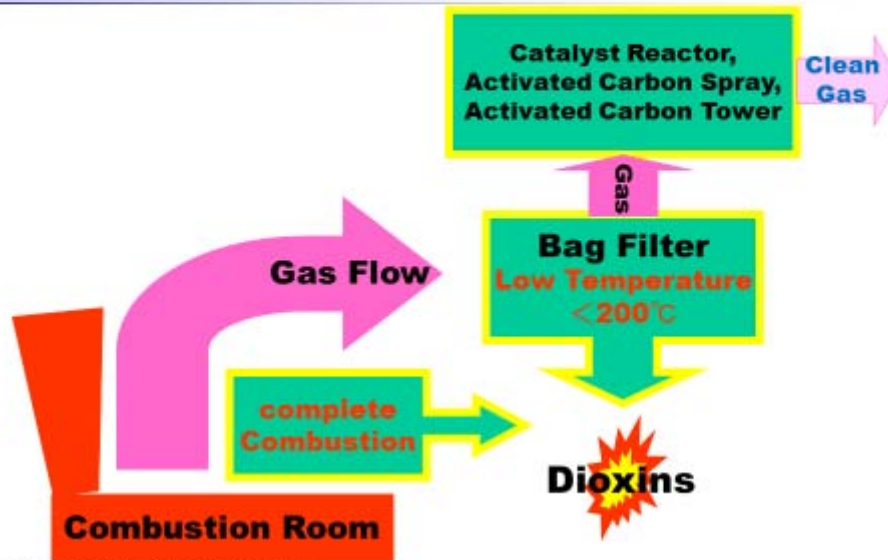 Catalyst Reactor,
Activated Carbon Spray,
Activated Carbon Tower
Clean
Gas
Gas
Gas Flow
Bag Filter
Low Temperature
＜200℃
complete
Combustion
Dioxins
Combustion Room